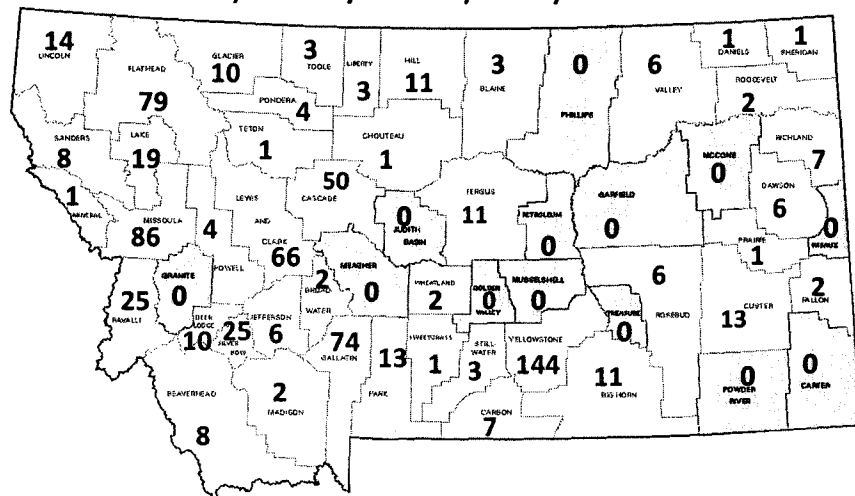 14
LINCOLN
FLATHEAD
79
GLACIER
10
3
TOOLE
LIBERTY
3
HILL
11
3
BLAINE
0
PHILLIPS
6
VALLEY
1
DANIELS
1
SHERIDAN
ROOSEVELT
2
SANDERS
8
LAKE
19
PONDERA
4
TETON
1
CHOUTEAU
1
MCCONE
0
RICHLAND
7
1
MINERAL
MISSOULA
86
4
POWELL
LEWIS
AND
CLARK
66
50
CASCADE
0
JUDITH
BASIN
FERGUS
11
PETROLEUM
0
GARFIELD
0
DAWSON
6
PRAIRIE
1
0
WIBAUX
25
RAVALLI
GRANITE
0
DEER
LODGE
10
25
SILVER
BOW
JEFFERSON
6
2
BROAD
WATER
MEAGHER
0
WHEATLAND
2
GOLDEN
0
VALLEY
MUSSELSHELL
0
TREASURE
0
6
ROSEBUD
CUSTER
13
2
FALLON
BEAVERHEAD
8
2
MADISON
74
GALLATIN
13
PARK
SWEETGRASS
1
STILL
WATER
3
YELLOWSTONE
144
CARBON
7
11
BIG HORN
0
POWDER
RIVER
0
CARTER